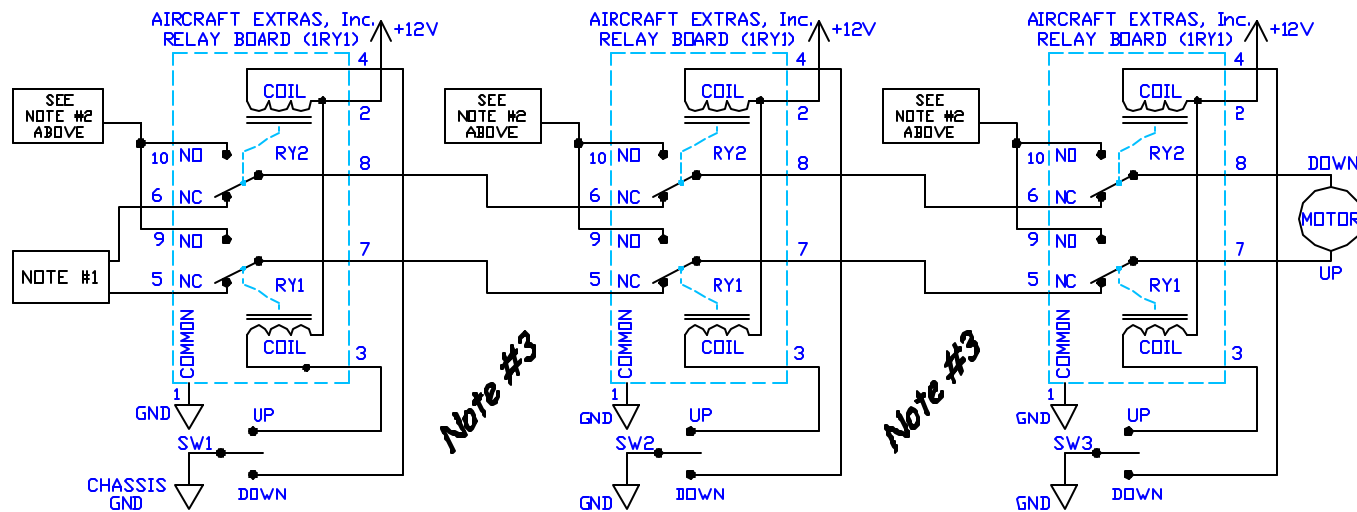 AIRCRAFT EXTRAS, Inc.
RELAY BOARD (1RY1)
+12V
4
COIL
2
SEE
NOTE #2
ABOVE
10
NO
RY2
8
6
NC
9
NO
7
NOTE #1
5
NC
RY1
COIL
COMMON
3
1
GND
UP
SW1
CHASSIS
GND
DOWN
Note #3
AIRCRAFT EXTRAS, Inc.
RELAY BOARD (1RY1)
+12V
4
COIL
2
SEE
NOTE #2
ABOVE
10
NO
RY2
8
6
NC
9
NO
7
5
NC
RY1
COIL
COMMON
3
1
GND
UP
SW2
GND
DOWN
Note #3
AIRCRAFT EXTRAS, Inc.
RELAY BOARD (1RY1)
+12V
4
COIL
2
SEE
NOTE #2
ABOVE
10
NO
RY2
8
6
NC
9
NO
7
5
NC
RY1
COIL
COMMON
3
1
GND
UP
SW3
GND
DOWN
DOWN
MOTOR
UP